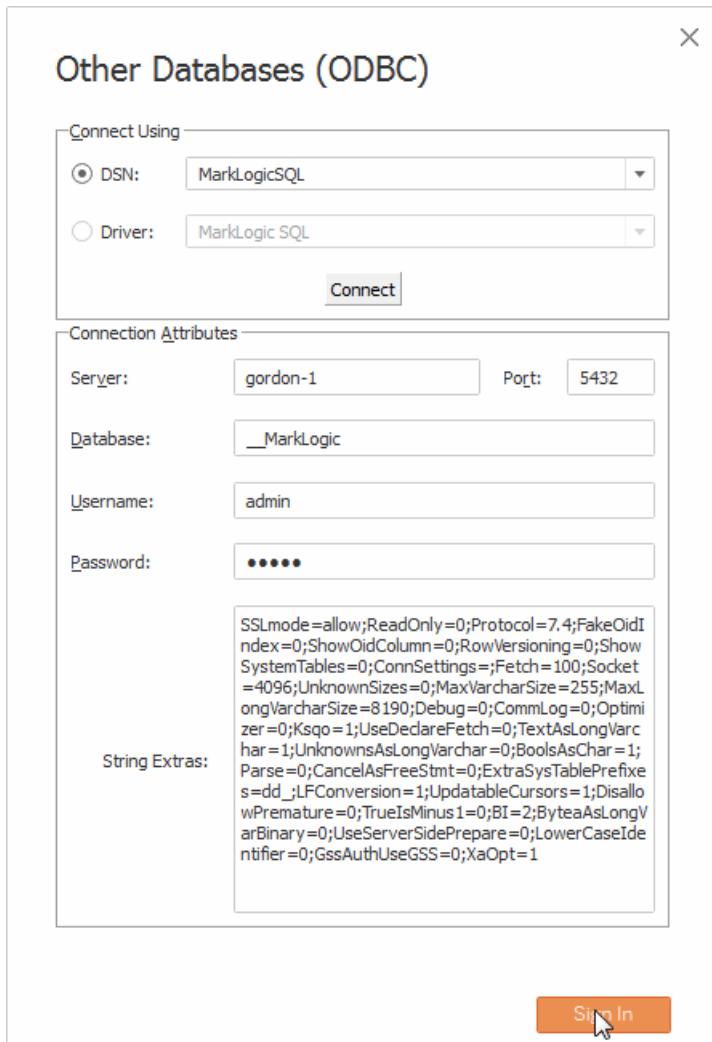 Other Databases (ODBC)
Connect Using
DSN: MarkLogicSQL
Driver: MarkLogic SQL
Connect
Connection Attributes
Server: gordon-1 Port: 5432
Database: __MarkLogic
Username: admin
Password: •••••
SSLmode=allow;ReadOnly=0;Protocol=7.4;FakeOidI
ndex=0;ShowOidColumn=0;RowVersioning=0;Show
SystemTables=0;ConnSettings=;Fetch=100;Socket
=4096;UnknownSizes=0;MaxVarcharSize=255;MaxL
ongVarcharSize=8190;Debug=0;CommLog=0;Optimi
zer=0;Ksqo=1;UseDeclareFetch=0;TextAsLongVarc
har=1;UnknownsAsLongVarchar=0;BoolsAsChar=1;
Parse=0;CancelAsFreeStmt=0;ExtraSysTablePrefixe
String Extras: s=dd_;LFConversion=1;UpdatableCursors=1;Disallo
wPremature=0;TrueIsMinus1=0;BI=2;ByteaAsLongV
arBinary=0;UseServerSidePrepare=0;LowerCaseIde
ntifier=0;GssAuthUseGSS=0;XaOpt=1
Sign In